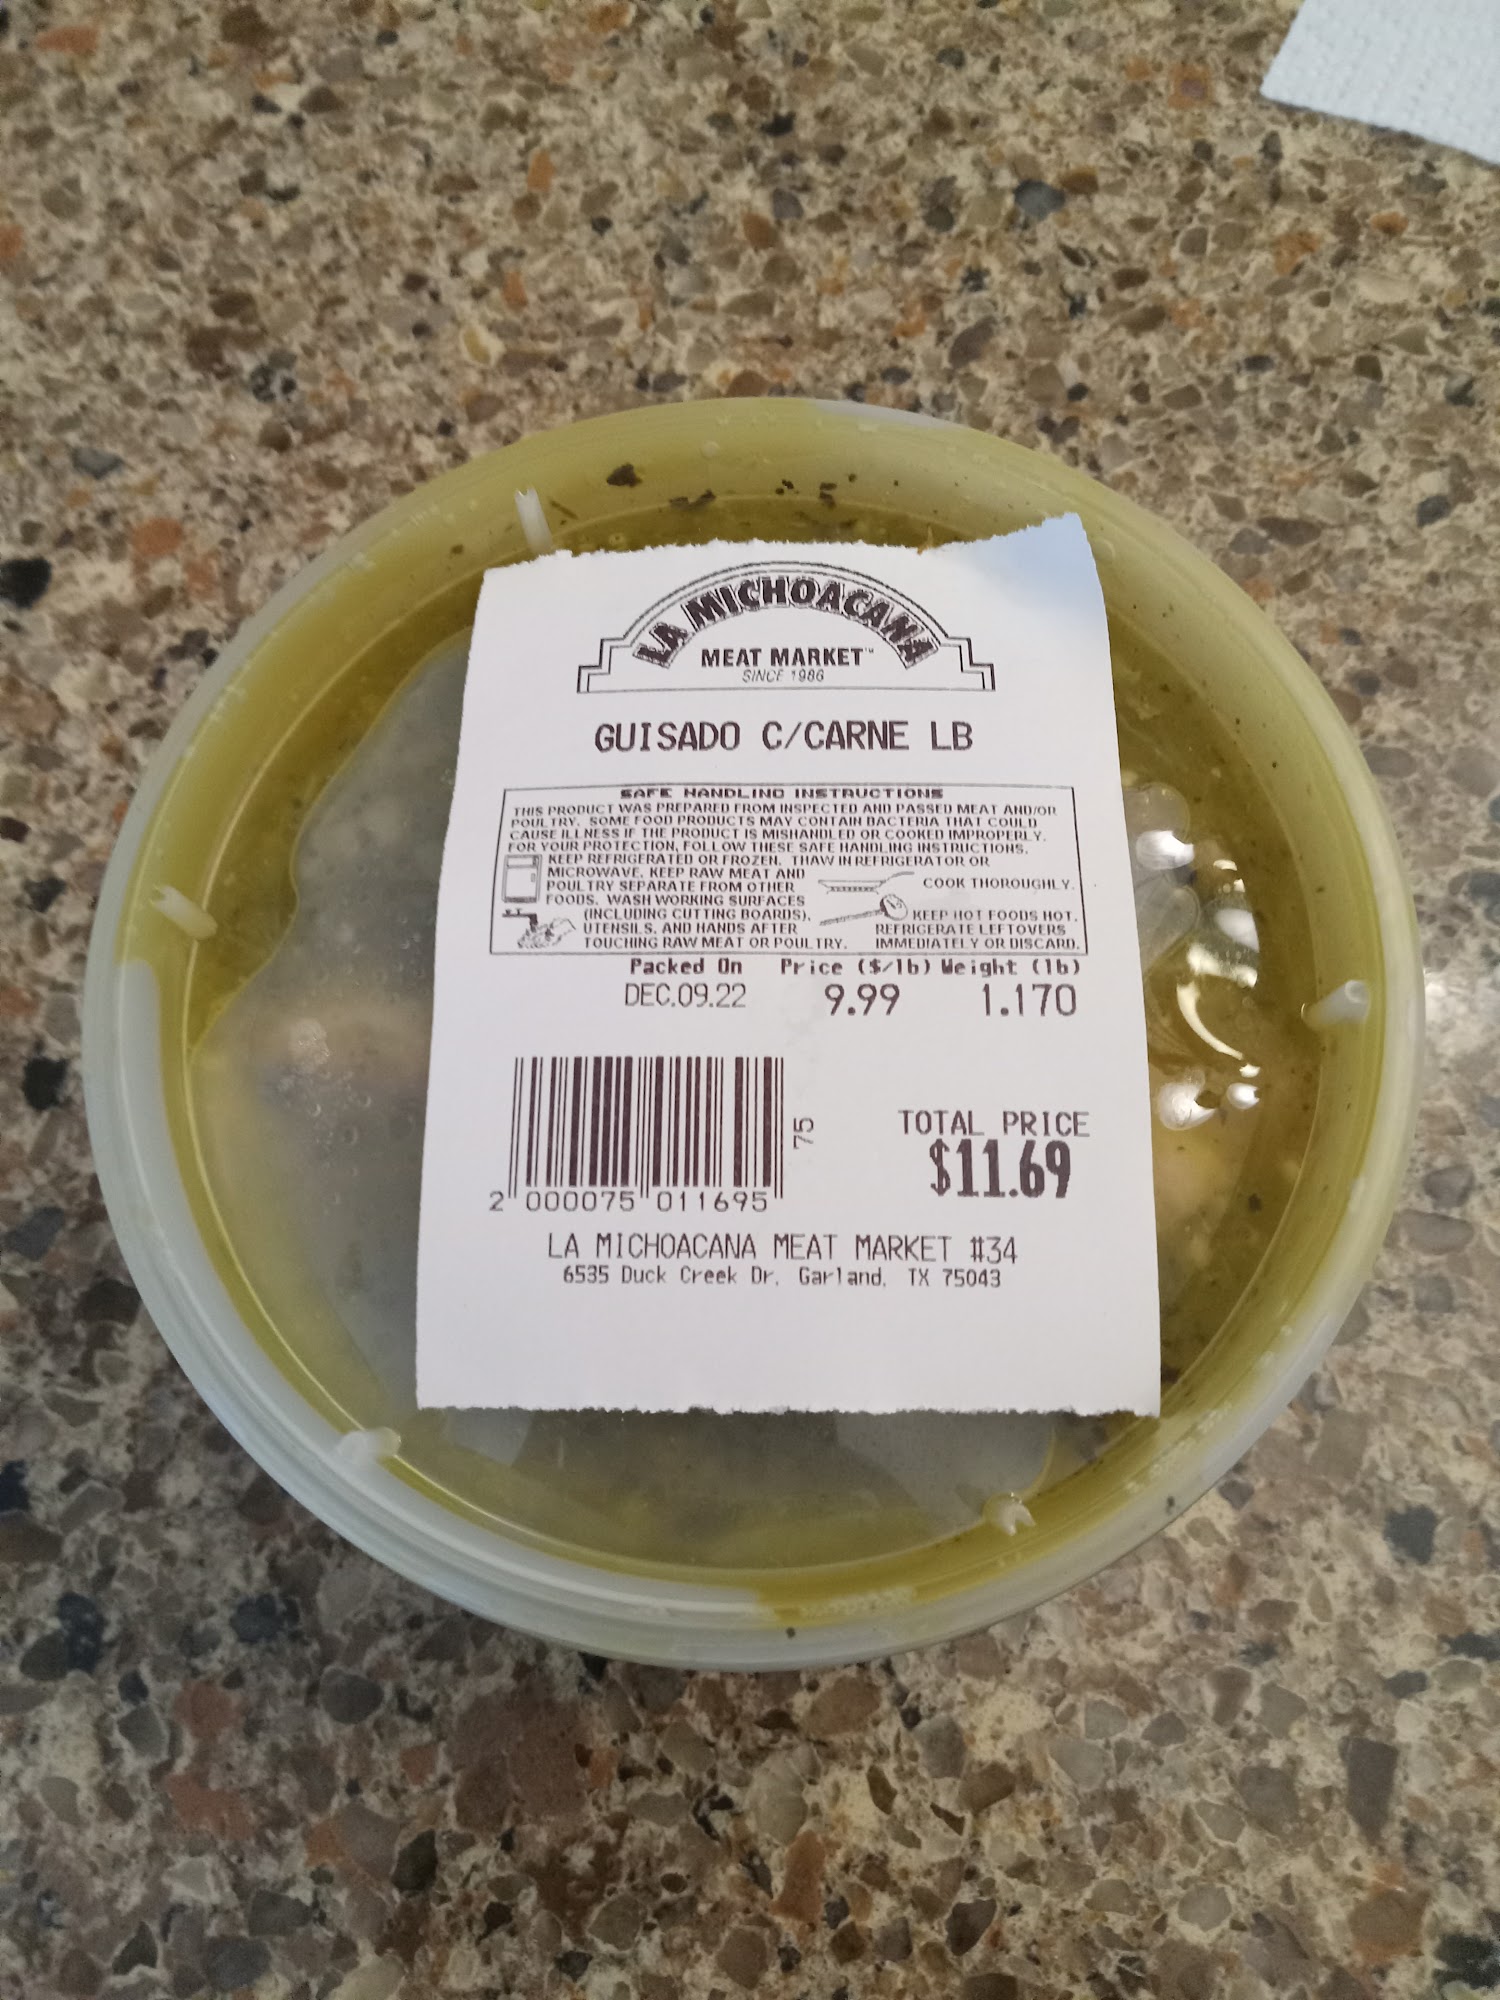 LA MICHOACANA
MEAT MARKET™
SINCE 1986
GUISADO C/CARNE LB
SAFE HANDLING INSTRUCTIONS
THIS PRODUCT WAS PREPARED FROM INSPECTED AND PASSED MEAT AND/OR
POULTRY. SOME FOOD PRODUCTS MAY CONTAIN BACTERIA THAT COULD
CAUSE ILLNESS IF THE PRODUCT IS MISHANDLED OR COOKED IMPROPERLY.
FOR YOUR PROTECTION, FOLLOW THESE SAFE HANDLING INSTRUCTIONS.
KEEP REFRIGERATED OR FROZEN. THAW IN REFRIGERATOR OR
MICROWAVE. KEEP RAW MEAT AND
POULTRY SEPARATE FROM OTHER
FOODS. WASH WORKING SURFACES
(INCLUDING CUTTING BOARDS),
UTENSILS, AND HANDS AFTER
TOUCHING RAW MEAT OR POULTRY.
COOK THOROUGHLY.
KEEP HOT FOODS HOT.
REFRIGERATE LEFTOVERS
IMMEDIATELY OR DISCARD.
Packed On Price ($/lb) Weight (lb)
DEC.09.22 9.99 1.170
75
2 000075 011695
TOTAL PRICE
$11.69
LA MICHOACANA MEAT MARKET #34
6535 Duck Creek Dr, Garland, TX 75043